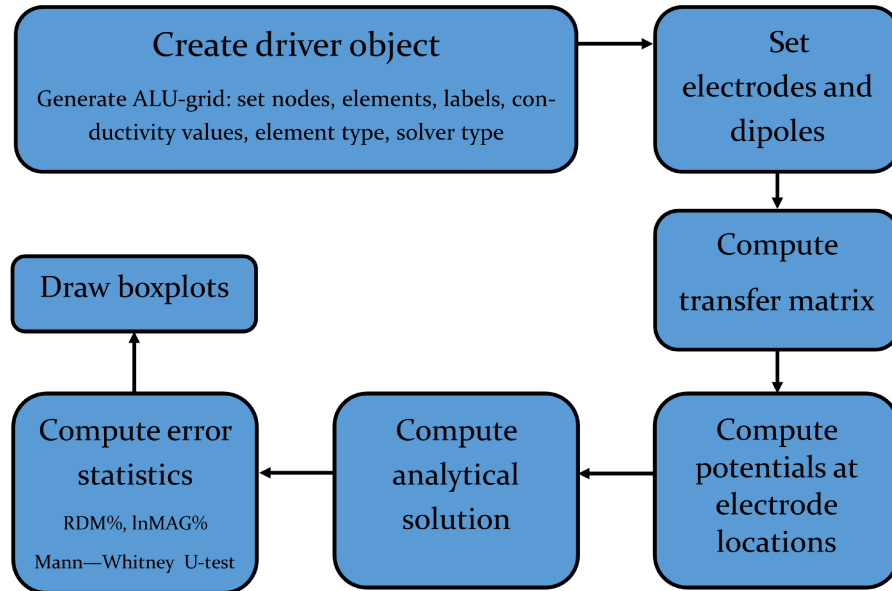 Create driver object
Generate ALU-grid: set nodes, elements, labels, con-
ductivity values, element type, solver type
Set
electrodes and
dipoles
Compute
transfer matrix
Compute
potentials at
electrode
locations
Compute
analytical
solution
Compute error
statistics
RDM%, lnMAG%
Mann—Whitney U-test
Draw boxplots